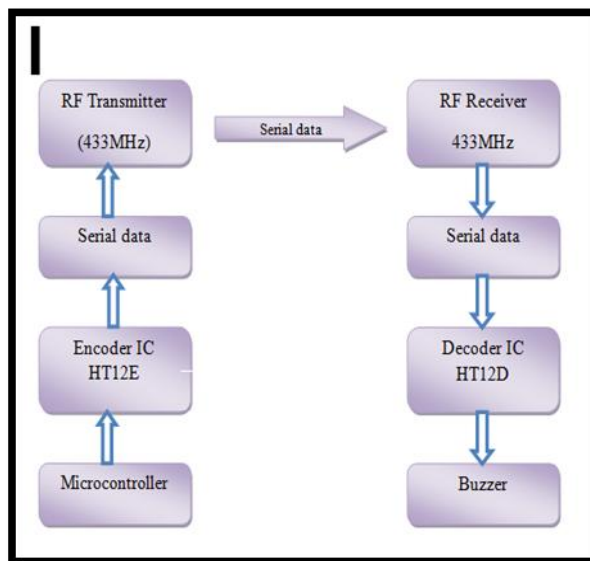 RF Transmitter
(433MHz)
Serial data
RF Receiver
433MHz
Serial data
Serial data
Encoder IC
HT12E
Decoder IC
HT12D
Microcontroller
Buzzer